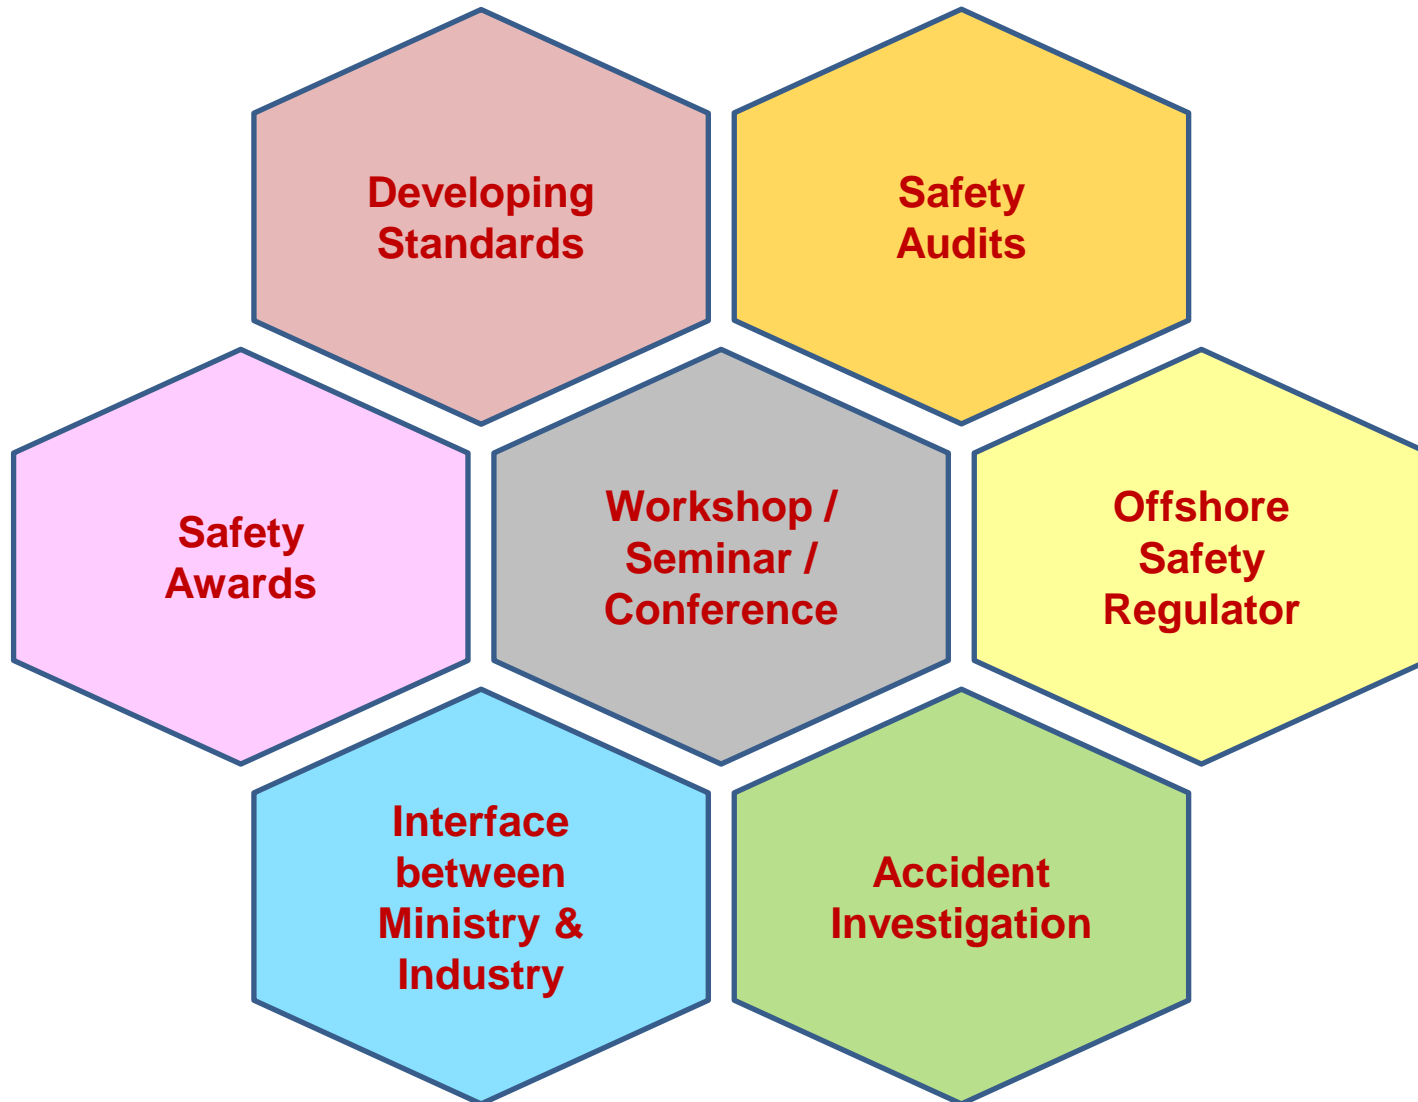 Developing
Standards
Safety
Audits
Safety
Awards
Workshop /
Seminar /
Conference
Offshore
Safety
Regulator
Interface
between
Ministry &
Industry
Accident
Investigation